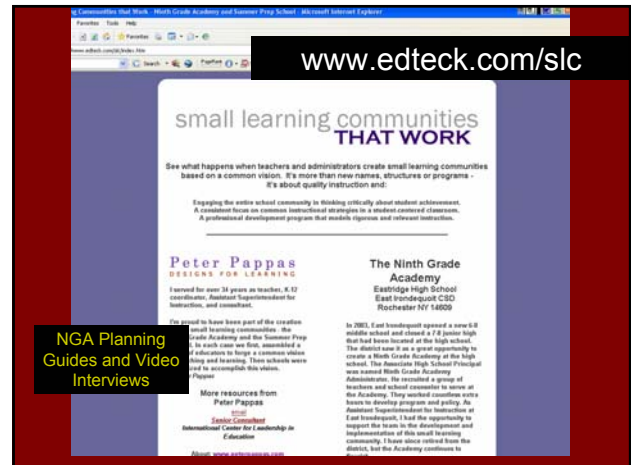 ng Communities that Work - Ninth Grade Academy and Summer Prep School - Microsoft Internet Explorer
Favorites Tools Help
Favorites
www.edteck.com/slc/index.htm
www.edteck.com/slc
Search
small learning communities
THAT WORK
See what happens when teachers and administrators create small learning communities
based on a common vision. It's more than new names, structures or programs -
it's about quality instruction and:
Engaging the entire school community in thinking critically about student achievement.
A consistent focus on common instructional strategies in a student-centered classroom.
A professional development program that models rigorous and relevant instruction.
Peter Pappas
DESIGNS FOR LEARNING
I served for over 34 years as teacher, K-12
coordinator, Assistant Superintendent for
Instruction, and consultant.
I'm proud to have been part of the creation
small learning communities - the
Grade Academy and the Summer Prep
In each case we first, assembled a
of educators to forge a common vision
hing and learning. Then schools were
ized to accomplish this vision.
r Pappas
NGA Planning
Guides and Video
Interviews
More resources from
Peter Pappas
email
Senior Consultant
International Center for Leadership in
Education
About: www.peterpappas.com
The Ninth Grade
Academy
Eastridge High School
East Irondequoit CSD
Rochester NY 14609
In 2003, East Irondequoit opened a new 6-8
middle school and closed a 7-8 junior high
that had been located at the high school.
The district saw it as a great opportunity to
create a Ninth Grade Academy at the high
school. The Associate High School Principal
was named Ninth Grade Academy
Administrator. He recruited a group of
teachers and school counselor to serve at
the Academy. They worked countless extra
hours to develop program and policy. As
Assistant Superintendent for Instruction at
East Irondequoit, I had the opportunity to
support the team in the development and
implementation of this small learning
community. I have since retired from the
district, but the Academy continues to